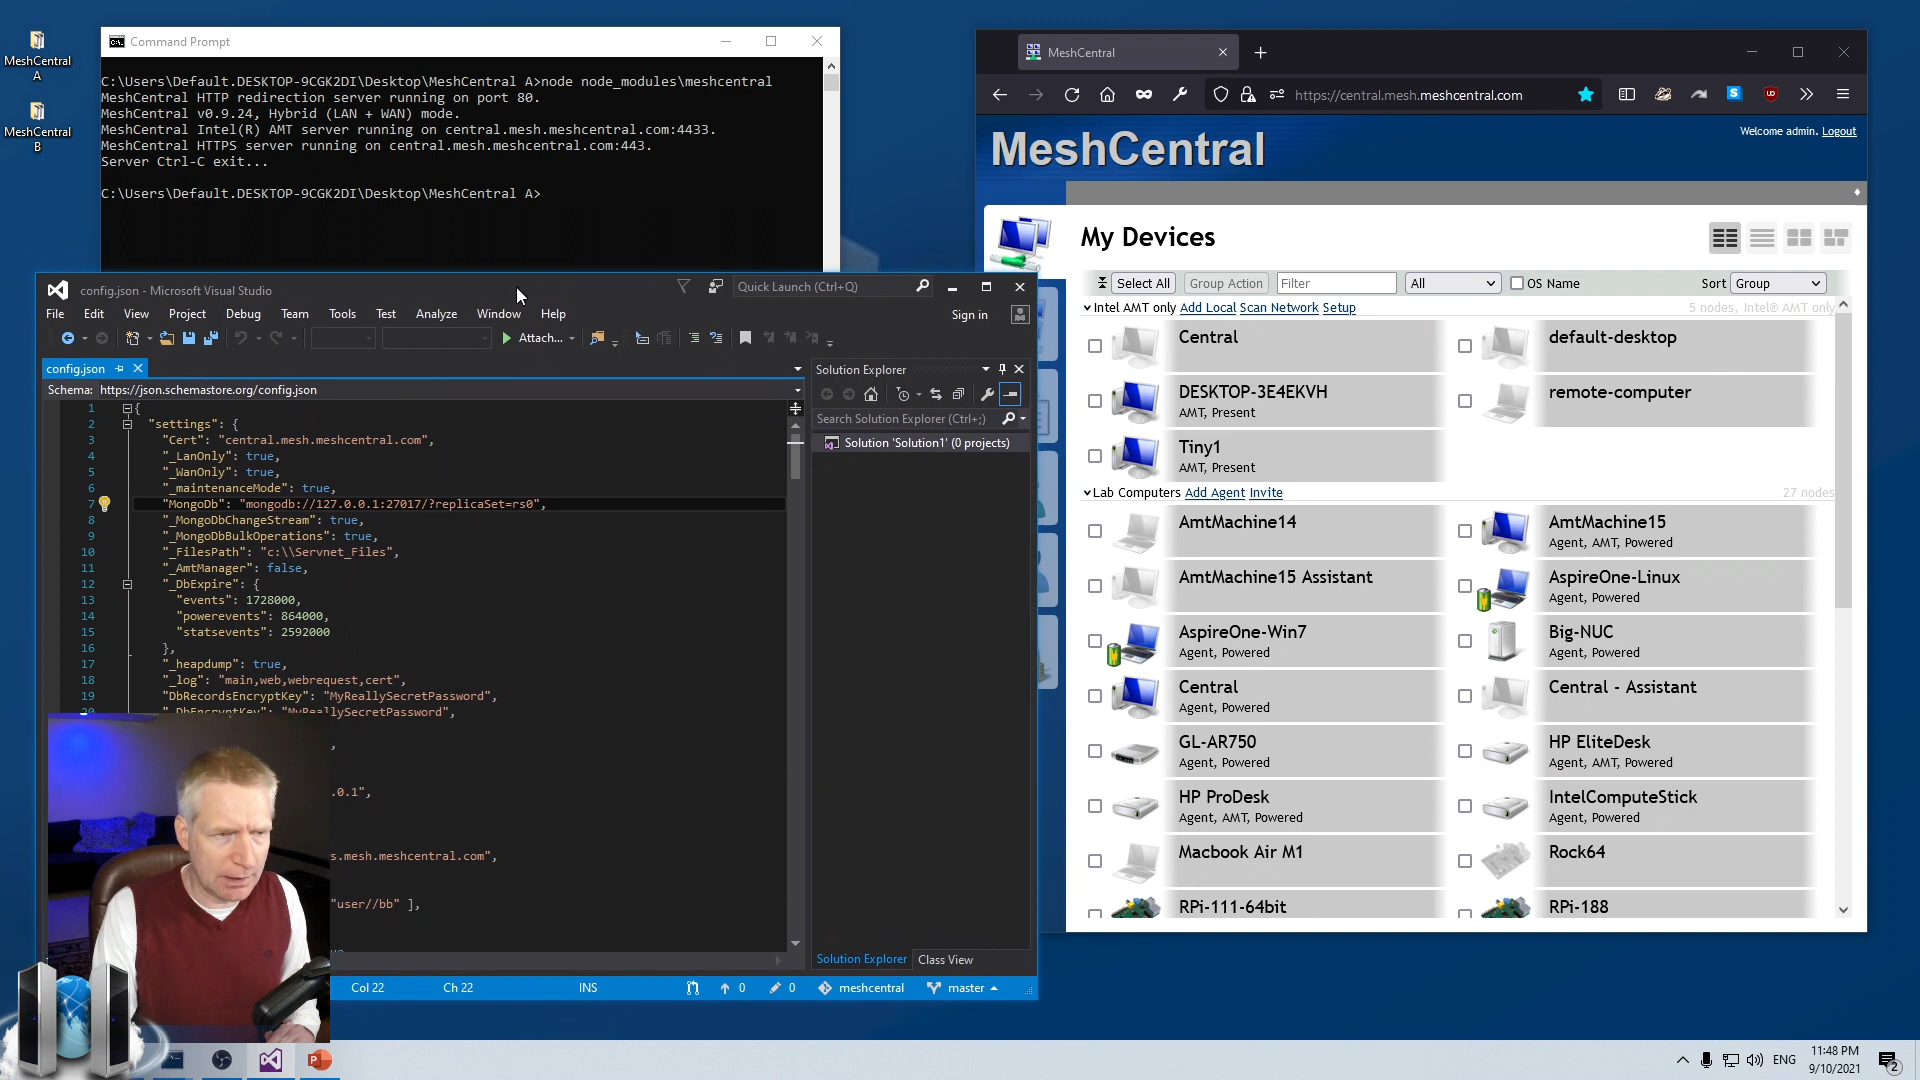 MeshCentral
A
MeshCentral
B
Command Prompt
C:\Users\Default.DESKTOP-9CGK2DI\Desktop\MeshCentral A>node node_modules\meshcentral
MeshCentral HTTP redirection server running on port 80.
MeshCentral v0.9.24, Hybrid (LAN + WAN) mode.
MeshCentral Intel(R) AMT server running on central.mesh.meshcentral.com:4433.
MeshCentral HTTPS server running on central.mesh.meshcentral.com:443.
Server Ctrl-C exit...
C:\Users\Default.DESKTOP-9CGK2DI\Desktop\MeshCentral A>
config.json - Microsoft Visual Studio
Quick Launch (Ctrl+Q)
File Edit View Project Debug Team Tools Test Analyze Window Help
Sign in
Attach...
config.json
Schema: https://json.schemastore.org/config.json
1 {
2 "settings": {
3 "Cert": "central.mesh.meshcentral.com",
4 "_LanOnly": true,
5 "_WanOnly": true,
6 "_maintenanceMode": true,
7 "MongoDb": "mongodb://127.0.0.1:27017/?replicaSet=rs0",
8 "_MongoDbChangeStream": true,
9 "_MongoDbBulkOperations": true,
10 "_FilesPath": "c:\\Servnet_Files",
11 "_AmtManager": false,
12 "_DbExpire": {
13 "events": 1728000,
14 "powerevents": 864000,
15 "statsevents": 2592000
16 },
17 "_heapdump": true,
18 "_log": "main,web,webrequest,cert",
19 "DbRecordsEncryptKey": "MyReallySecretPassword",
20 "_DbEncryptKey": "MyReallySecretPassword",
,
.0.1",
s.mesh.meshcentral.com",
"user//bb" ],
Solution Explorer
Search Solution Explorer (Ctrl+;)
Solution 'Solution1' (0 projects)
Solution Explorer Class View
Col 22 Ch 22 INS 0 0 meshcentral master
MeshCentral
https://central.mesh.meshcentral.com
S
UD
MeshCentral
Welcome admin. Logout
My Devices
Select All Group Action Filter All OS Name Sort Group
Intel AMT only Add Local Scan Network Setup
5 nodes, Intel® AMT only
Central
default-desktop
DESKTOP-3E4EKVH
AMT, Present
remote-computer
Tiny1
AMT, Present
Lab Computers Add Agent Invite
27 nodes
AmtMachine14
AmtMachine15
Agent, AMT, Powered
AmtMachine15 Assistant
AspireOne-Linux
Agent, Powered
AspireOne-Win7
Agent, Powered
Big-NUC
Agent, Powered
Central
Agent, Powered
Central - Assistant
GL-AR750
Agent, Powered
HP EliteDesk
Agent, AMT, Powered
HP ProDesk
Agent, AMT, Powered
IntelComputeStick
Agent, Powered
Macbook Air M1
Rock64
RPi-111-64bit
RPi-188
P
ENG
11:48 PM
9/10/2021
2